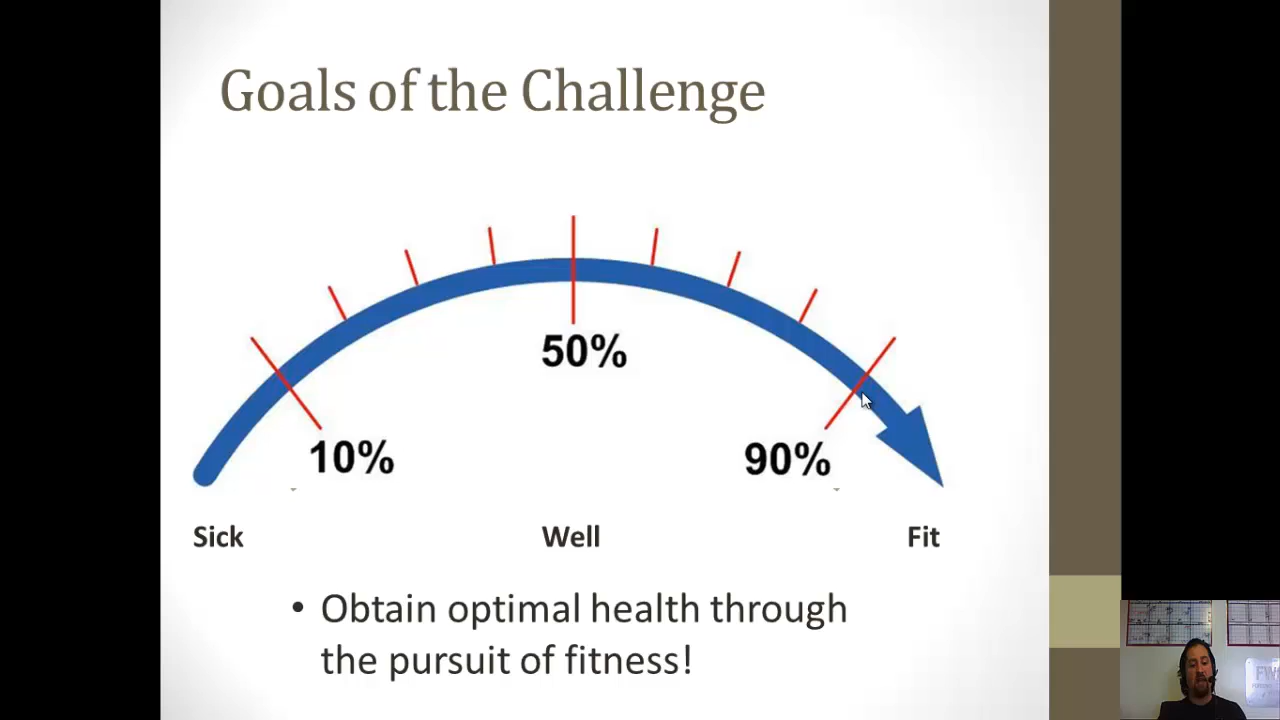 Goals of the Challenge
50%
10%
90%
Sick Well Fit
• Obtain optimal health through
the pursuit of fitness!